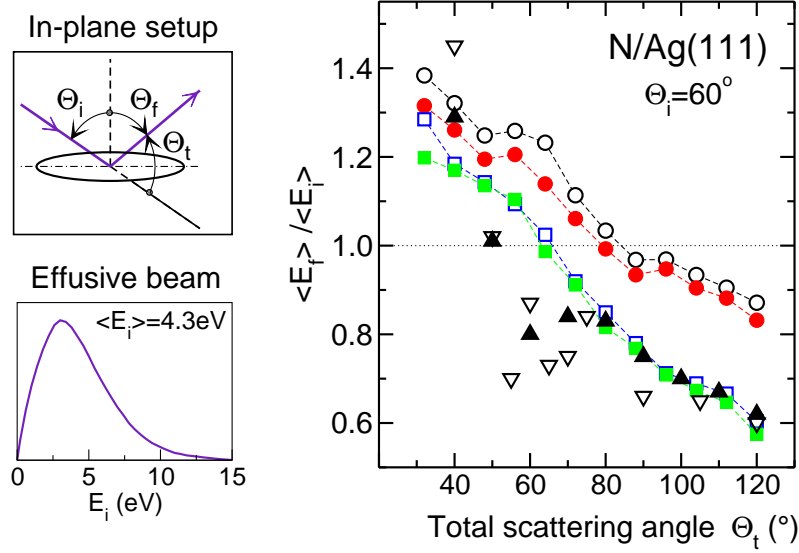 In-plane setup
Θi Θf
Θt
Effusive beam
<Ei>=4.3eV
0 5 10 15
Ei (eV)
N/Ag(111)
Θi=60°
<Ef> / <Ei>
1.4
1.2
1.0
0.8
0.6
40 60 80 100 120
Total scattering angle Θt (°)